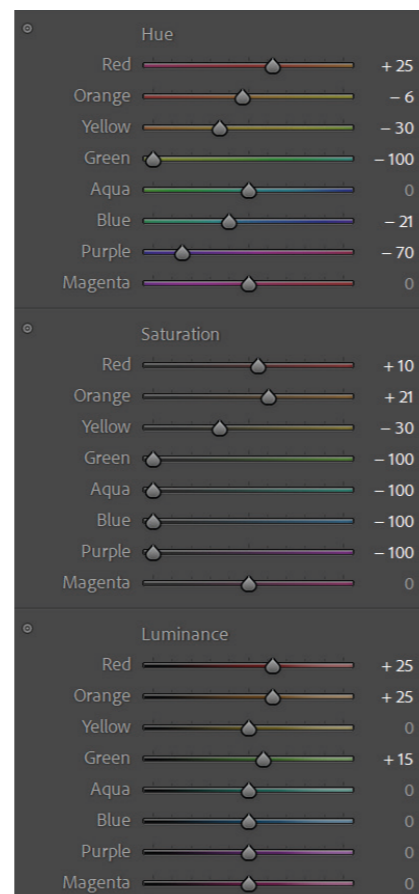 Hue
Red + 25
Orange – 6
Yellow – 30
Green – 100
Aqua 0
Blue – 21
Purple – 70
Magenta 0
Saturation
Red + 10
Orange + 21
Yellow – 30
Green – 100
Aqua – 100
Blue – 100
Purple – 100
Magenta 0
Luminance
Red + 25
Orange + 25
Yellow 0
Green + 15
Aqua 0
Blue 0
Purple 0
Magenta 0